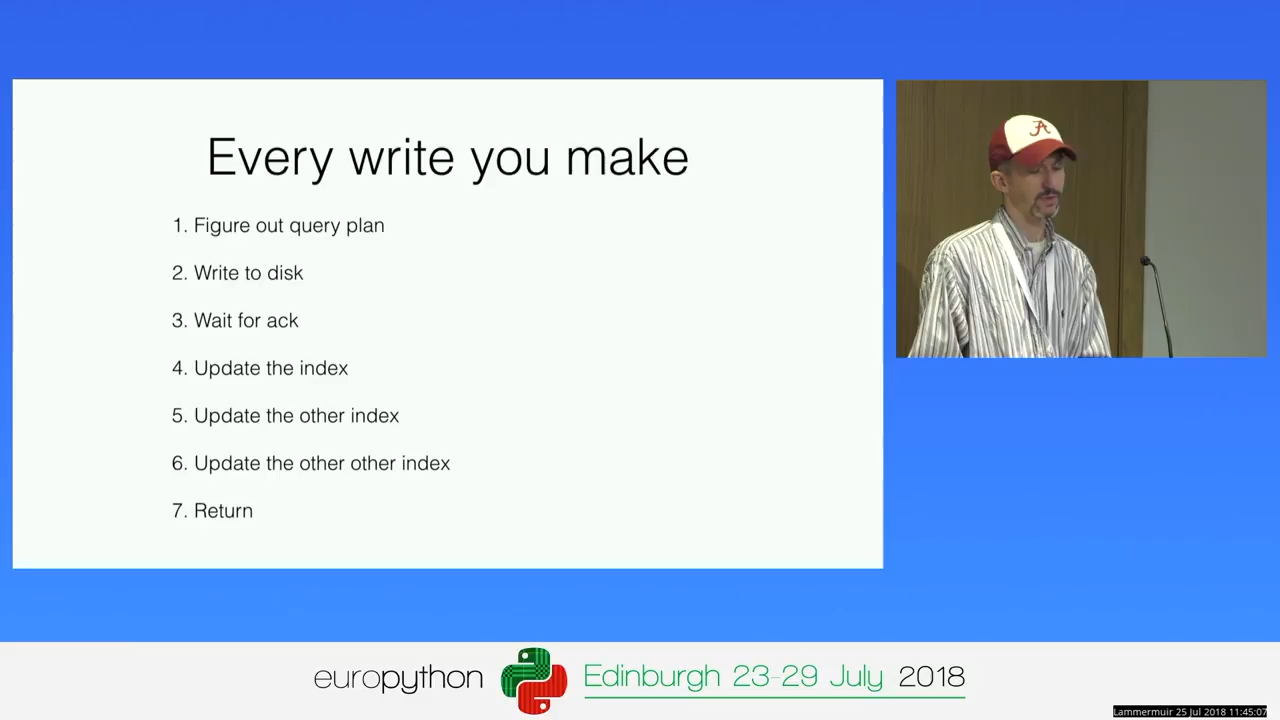 Every write you make
1. Figure out query plan
2. Write to disk
3. Wait for ack
4. Update the index
5. Update the other index
6. Update the other other index
7. Return
A
europython
Edinburgh 23-29 July 2018
Lammermuir 25 Jul 2018 11:45:07